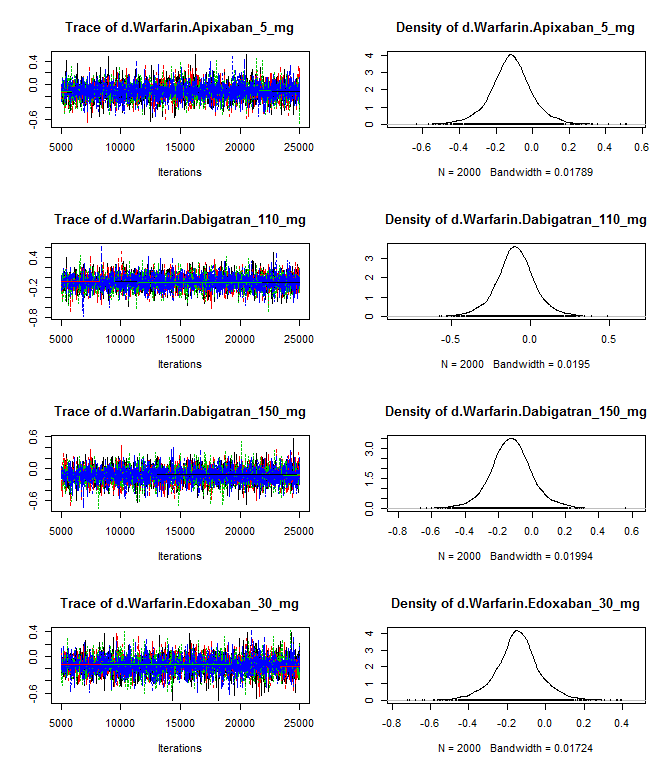 Trace of d.Warfarin.Apixaban_5_mg
-0.6 0.0 0.4
5000 10000 15000 20000 25000
Iterations
Density of d.Warfarin.Apixaban_5_mg
0 1 2 3 4
-0.6 -0.4 -0.2 0.0 0.2 0.4 0.6
N = 2000 Bandwidth = 0.01789
Trace of d.Warfarin.Dabigatran_110_mg
-0.8 -0.2 0.4
5000 10000 15000 20000 25000
Iterations
Density of d.Warfarin.Dabigatran_110_mg
0 1 2 3
-0.5 0.0 0.5
N = 2000 Bandwidth = 0.0195
Trace of d.Warfarin.Dabigatran_150_mg
-0.6 0.0 0.6
5000 10000 15000 20000 25000
Iterations
Density of d.Warfarin.Dabigatran_150_mg
0.0 1.5 3.0
-0.8 -0.6 -0.4 -0.2 0.0 0.2 0.4 0.6
N = 2000 Bandwidth = 0.01994
Trace of d.Warfarin.Edoxaban_30_mg
-0.6 0.0 0.4
5000 10000 15000 20000 25000
Iterations
Density of d.Warfarin.Edoxaban_30_mg
0 1 2 3 4
-0.8 -0.6 -0.4 -0.2 0.0 0.2 0.4
N = 2000 Bandwidth = 0.01724